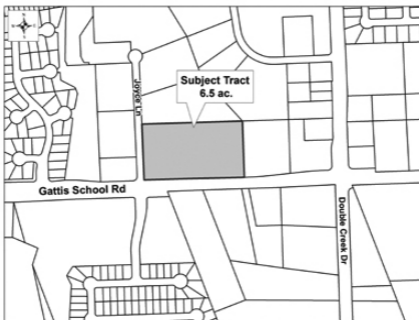 Subject Tract
6.5 ac.
Joyce Ln
Gattis School Rd
Double Creek Dr